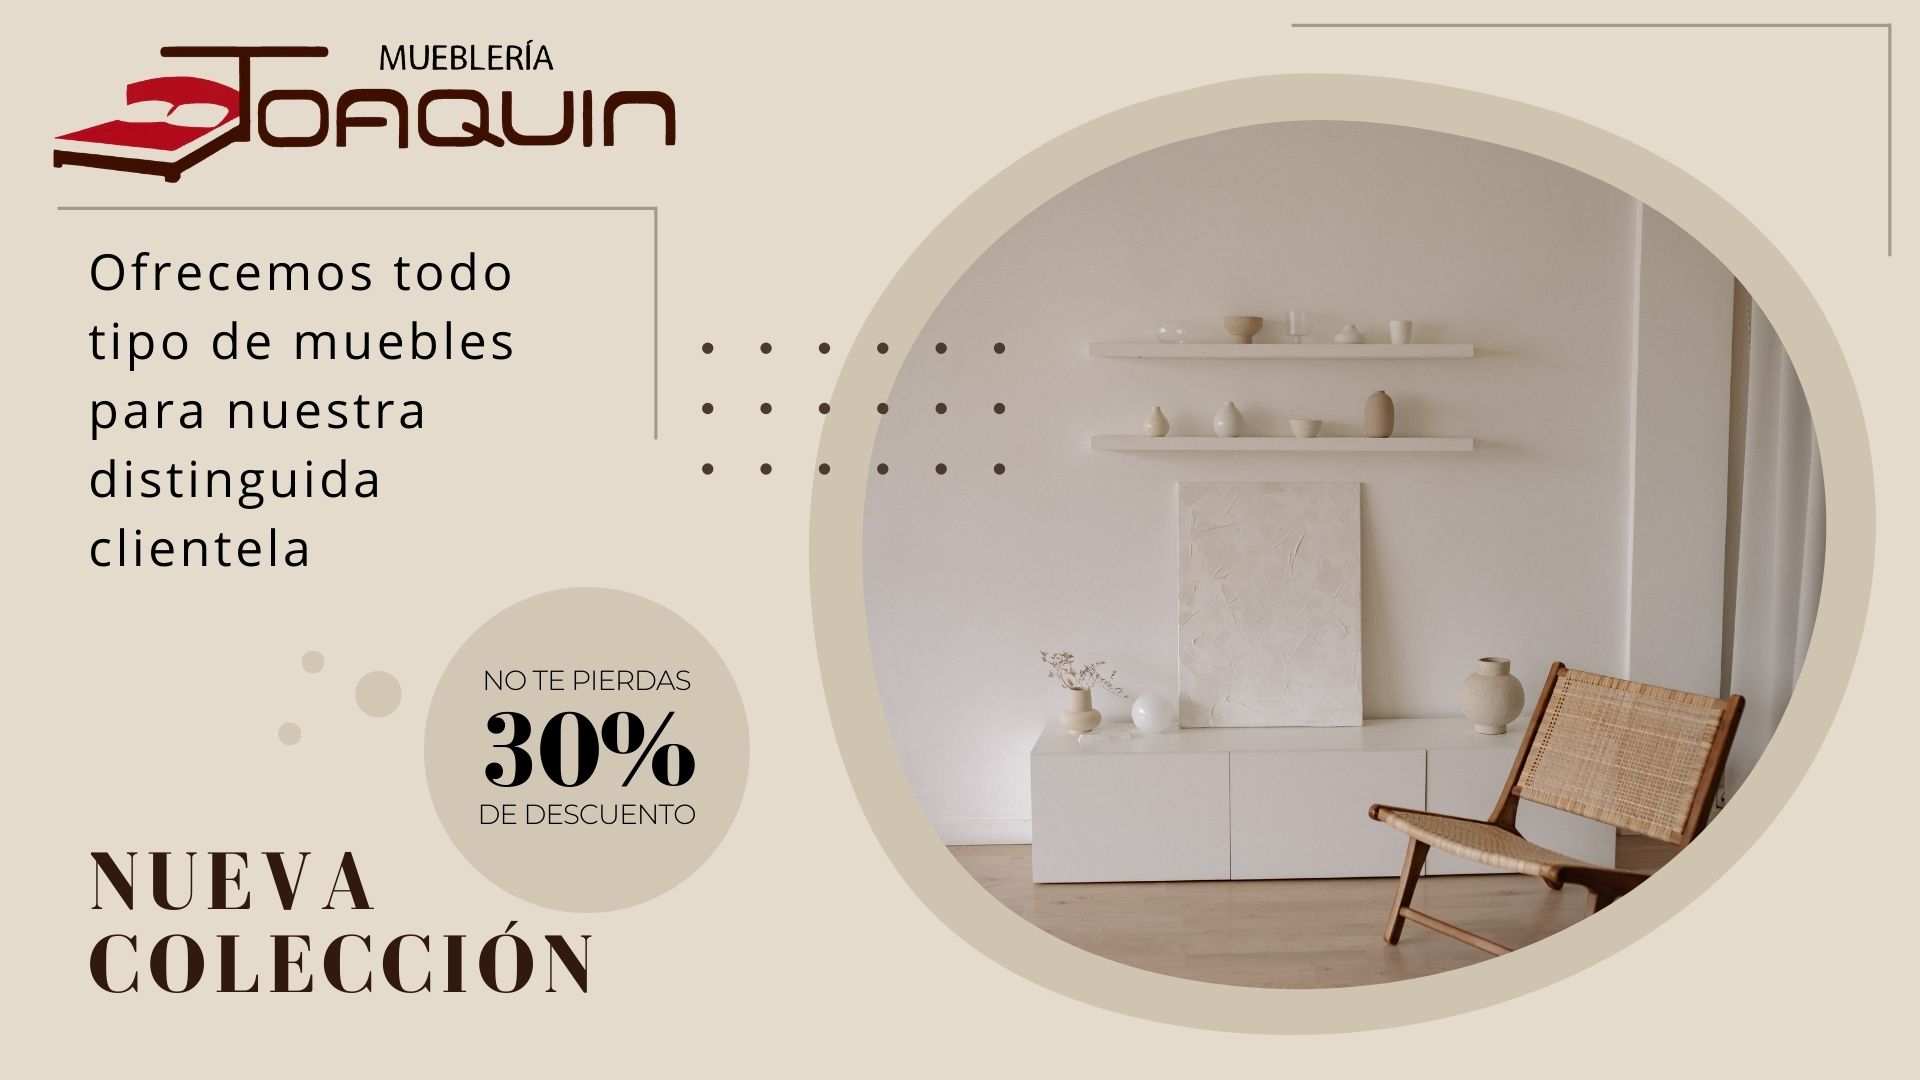 MUEBLERÍA
JOAQUIN
Ofrecemos todo
tipo de muebles
para nuestra
distinguida
clientela
NO TE PIERDAS
30%
DE DESCUENTO
NUEVA
COLECCIÓN